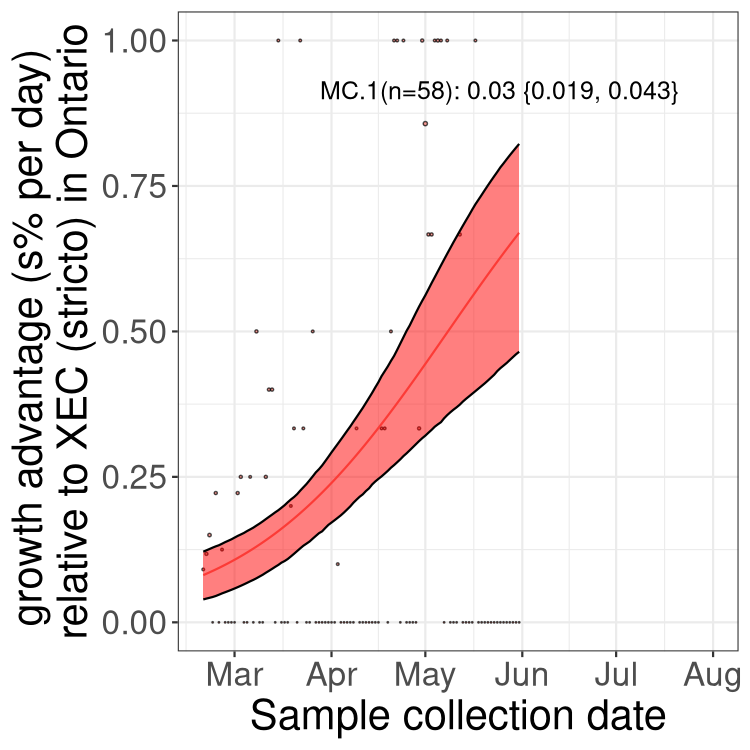 growth advantage (s% per day)
relative to XEC (stricto) in Ontario
1.00
0.75
0.50
0.25
0.00
MC.1(n=58): 0.03 {0.019, 0.043}
Mar Apr May Jun Jul Aug
Sample collection date